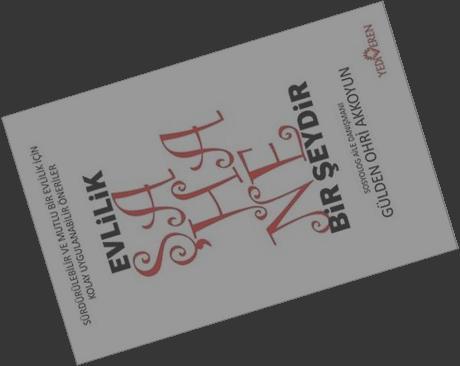 SÜRDÜRÜLEBİLİR VE MUTLU BİR EVLİLİK İÇİN
KOLAY UYGULANABİLİR ÖNERİLER
EVLİLİK
ŞAHANE
BİR ŞEYDİR
SOSYOLOG AİLE DANIŞMANI
GÜLDEN OHRİ AKKOYUN
YEDİVEREN